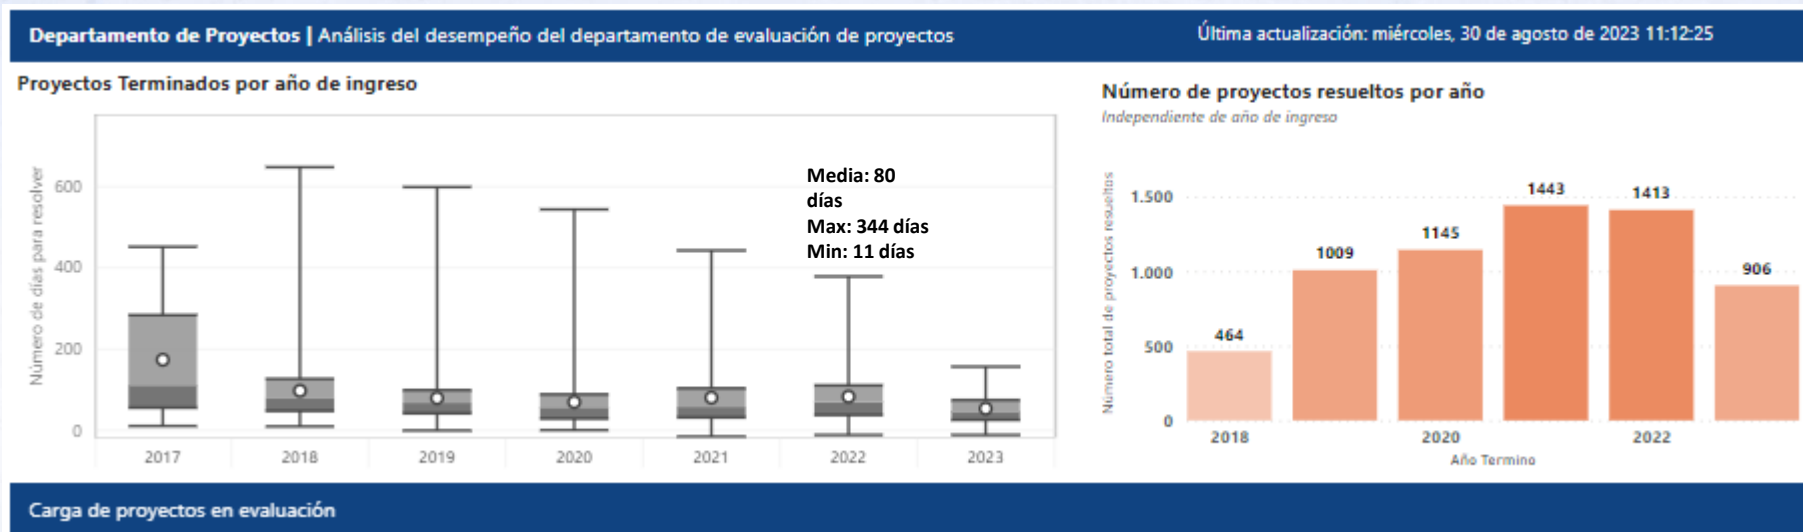 Departamento de Proyectos | Análisis del desempeño del departamento de evaluación de proyectos
Última actualización: miércoles, 30 de agosto de 2023 11:12:25
Proyectos Terminados por año de ingreso
Número de días para resolver
600
400
200
0
Media: 80
días
Max: 344 días
Min: 11 días
2017
2018
2019
2020
2021
2022
2023
Número de proyectos resueltos por año
Independiente de año de ingreso
Número total de proyectos resueltos
1.500
1.000
500
0
464
1009
1145
1443
1413
906
2018
2020
2022
Año Termino
Carga de proyectos en evaluación